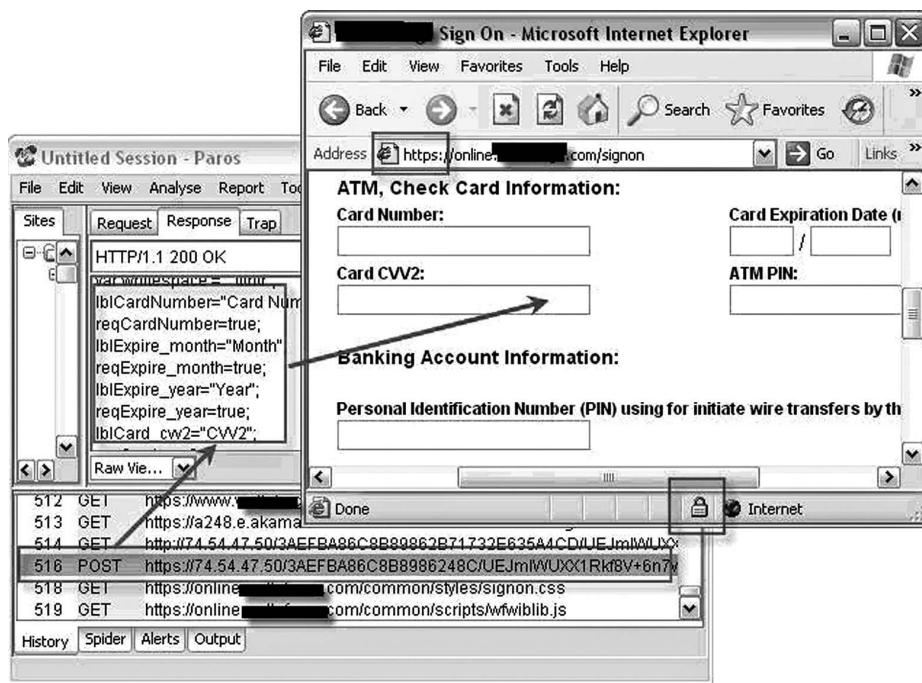 Sign On - Microsoft Internet Explorer
File Edit View Favorites Tools Help
Back Search Favorites »
Address https://online. .com/signon Go Links »
ATM, Check Card Information:
Card Number:
Card Expiration Date (
/
Card CVV2:
ATM PIN:
Banking Account Information:
Personal Identification Number (PIN) using for initiate wire transfers by th
Done Internet
Untitled Session - Paros
File Edit View Analyse Report Too
Sites
Request Response Trap
HTTP/1.1 200 OK
lblCardNumber="Card Num
reqCardNumber=true;
lblExpire_month="Month"
reqExpire_month=true;
lblExpire_year="Year";
reqExpire_year=true;
lblCard_cvv2="CVV2";
Raw Vie...
512 GET https://www.
513 GET https://a248.e.akama
514 GET http://74.54.47.50/3AEFBA86C8B89862B71732E635A4CD/UEJmlWUXX
516 POST https://74.54.47.50/3AEFBA86C8B8986248C/UEJmlWUXX1Rkf8V+6n7v
518 GET https://online .com/common/styles/signon.css
519 GET https://online .com/common/scripts/wfwiblib.js
History Spider Alerts Output